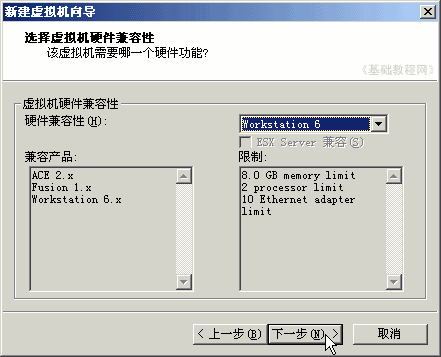 新建虚拟机向导
选择虚拟机硬件兼容性
该虚拟机需要哪一个硬件功能?
《基础教程网》
虚拟机硬件兼容性
硬件兼容性(H):
Workstation 6
ESX Server 兼容(S)
兼容产品:
ACE 2.x
Fusion 1.x
Workstation 6.x
限制:
8.0 GB memory limit
2 processor limit
10 Ethernet adapter
limit
< 上一步(B)
下一步(N) >
取消